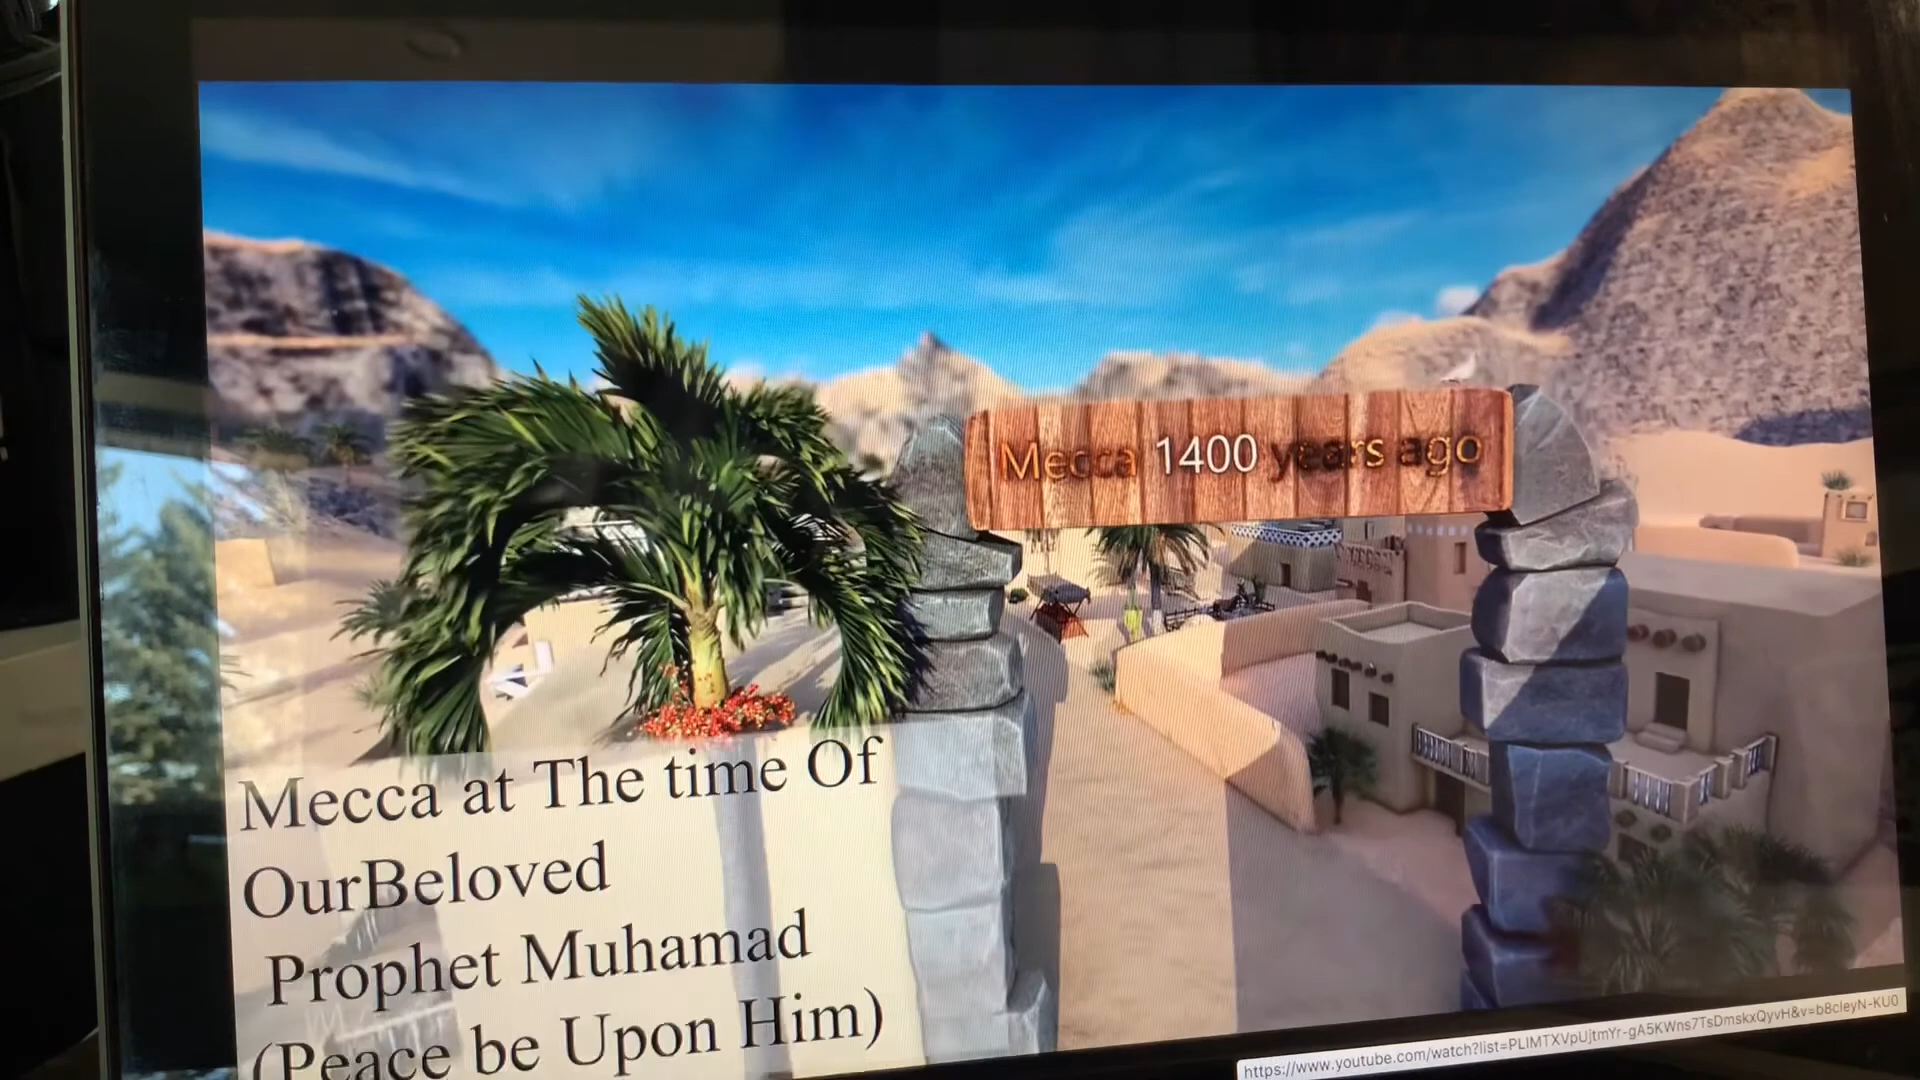 Mecca 1400 years ago
Mecca at The time Of
OurBeloved
Prophet Muhamad
(Peace be Upon Him)
https://www.youtube.com/watch?list=PLIMTXVpUjtmYr-gA5KWns7TsDmskxQyvH&v=bBcIeyN-KU0